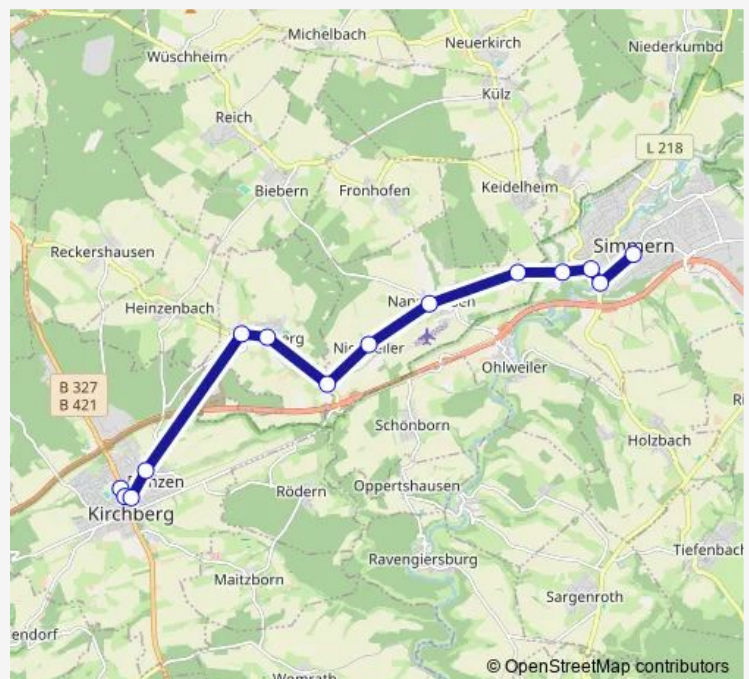 Michelbach
Neuerkirch
Niederkumbd
Wüschheim
Külz
Reich
L 218
Biebern
Fronhofen
Keidelheim
Simmern
Reckershausen
Heinzenbach
B 327
B 421
Ohlweiler
Schönborn
Holzbach
Rödern
Oppertshausen
Kirchberg
Tiefenbach
Ravengiersburg
Maitzborn
Sargenroth
© OpenStreetMap contributors